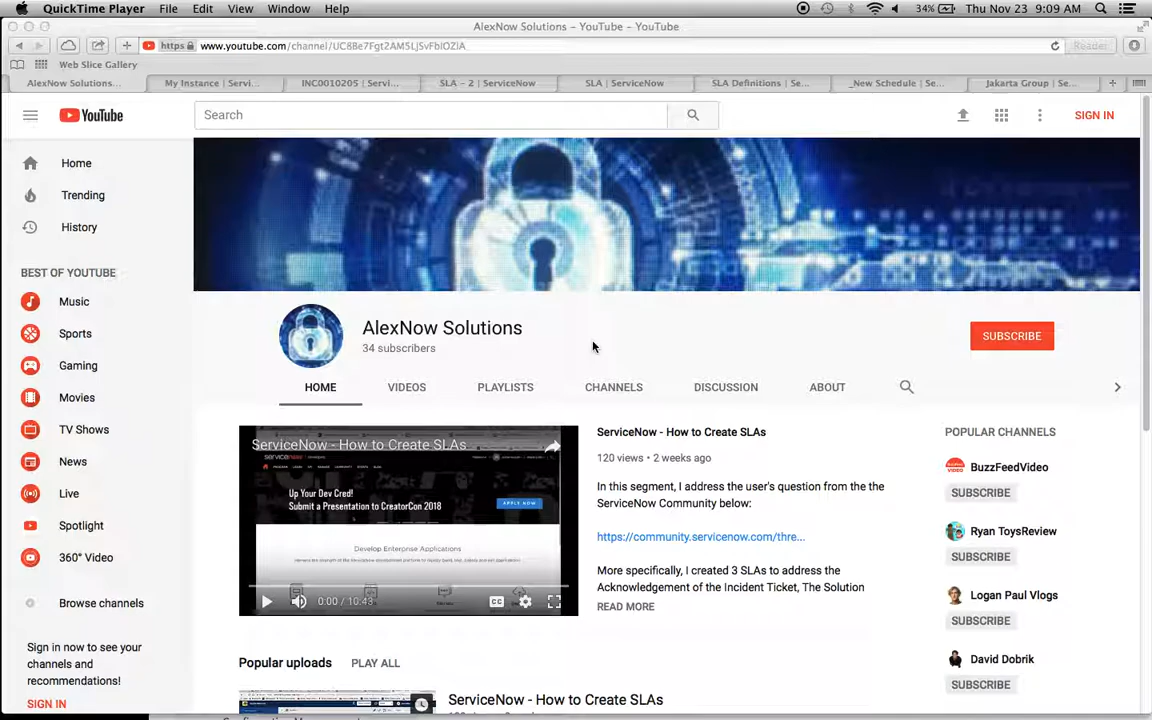 QuickTime Player File Edit View Window Help 34% Thu Nov 23 9:09 AM
AlexNow Solutions - YouTube - YouTube
https www.youtube.com/channel/UC8Be7Fgt2AM5LjSvFbIOZIA Reader
Web Slice Gallery
AlexNow Solutions... My Instance | Servi... INC0010205 | Servi... SLA - 2 | ServiceNow SLA | ServiceNow SLA Definitions | Se... _New Schedule | Se... Jakarta Group | Se...
YouTube Search SIGN IN
Home
Trending
History
BEST OF YOUTUBE
Music
Sports
Gaming
Movies
TV Shows
News
Live
Spotlight
360° Video
Browse channels
Sign in now to see your
channels and
recommendations!
SIGN IN
AlexNow Solutions
34 subscribers
SUBSCRIBE
HOME VIDEOS PLAYLISTS CHANNELS DISCUSSION ABOUT
ServiceNow - How to Create SLAs
servicenow
Up Your Dev Cred!
Submit a Presentation to CreatorCon 2018
APPLY NOW
Develop Enterprise Applications
0:00 / 10:43
CC
ServiceNow - How to Create SLAs
120 views • 2 weeks ago
In this segment, I address the user's question from the the
ServiceNow Community below:
https://community.servicenow.com/thre...
More specifically, I created 3 SLAs to address the
Acknowledgement of the Incident Ticket, The Solution
READ MORE
POPULAR CHANNELS
BuzzFeedVideo
SUBSCRIBE
Ryan ToysReview
SUBSCRIBE
Logan Paul Vlogs
SUBSCRIBE
David Dobrik
SUBSCRIBE
Popular uploads PLAY ALL
ServiceNow - How to Create SLAs